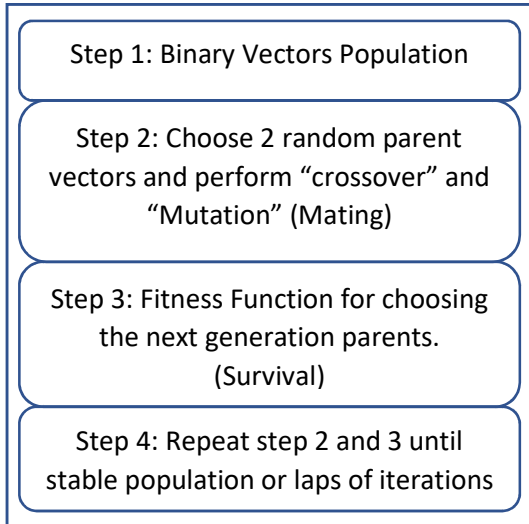 Step 1: Binary Vectors Population
Step 2: Choose 2 random parent
vectors and perform “crossover” and
“Mutation” (Mating)
Step 3: Fitness Function for choosing
the next generation parents.
(Survival)
Step 4: Repeat step 2 and 3 until
stable population or laps of iterations